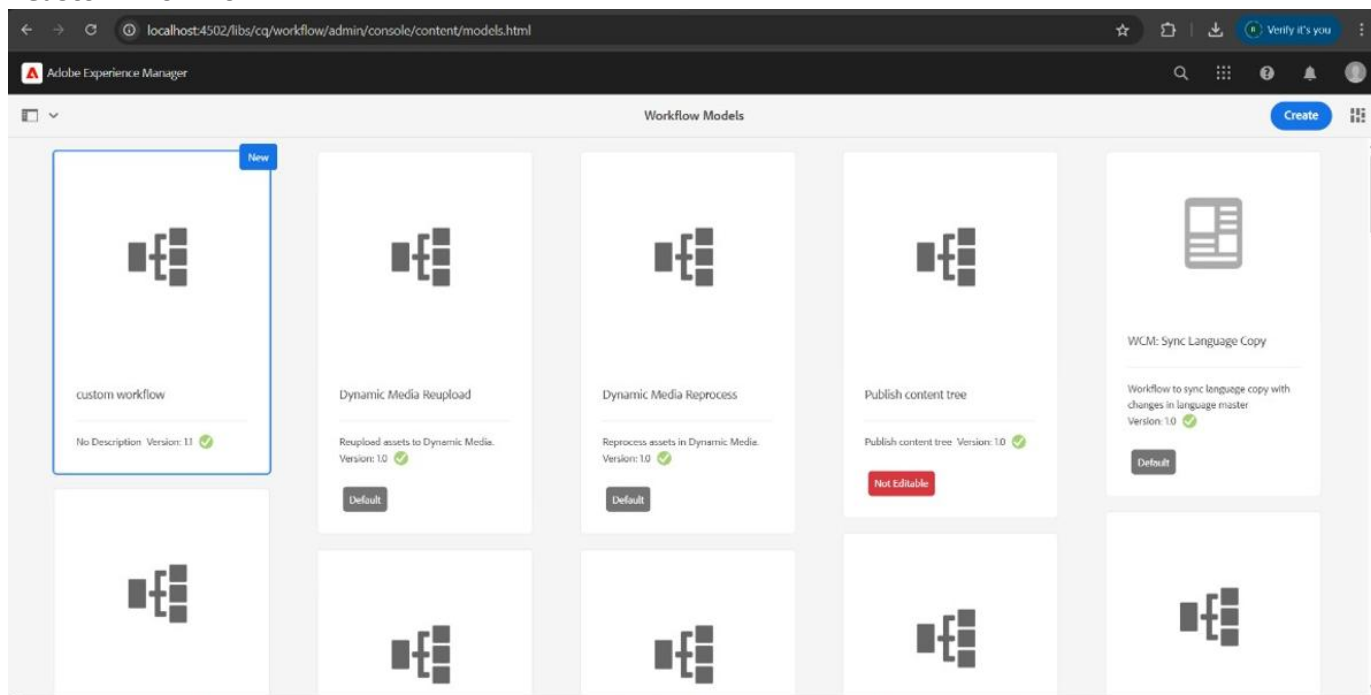 localhost:4502/libs/cq/workflow/admin/console/content/models.html
Verify it's you
Adobe Experience Manager
Workflow Models
Create
New
custom workflow
No Description Version: 1.1
Dynamic Media Reupload
Reupload assets to Dynamic Media.
Version: 1.0
Default
Dynamic Media Reprocess
Reprocess assets in Dynamic Media.
Version: 1.0
Default
Publish content tree
Publish content tree Version: 1.0
Not Editable
WCM: Sync Language Copy
Workflow to sync language copy with
changes in language master
Version: 1.0
Default